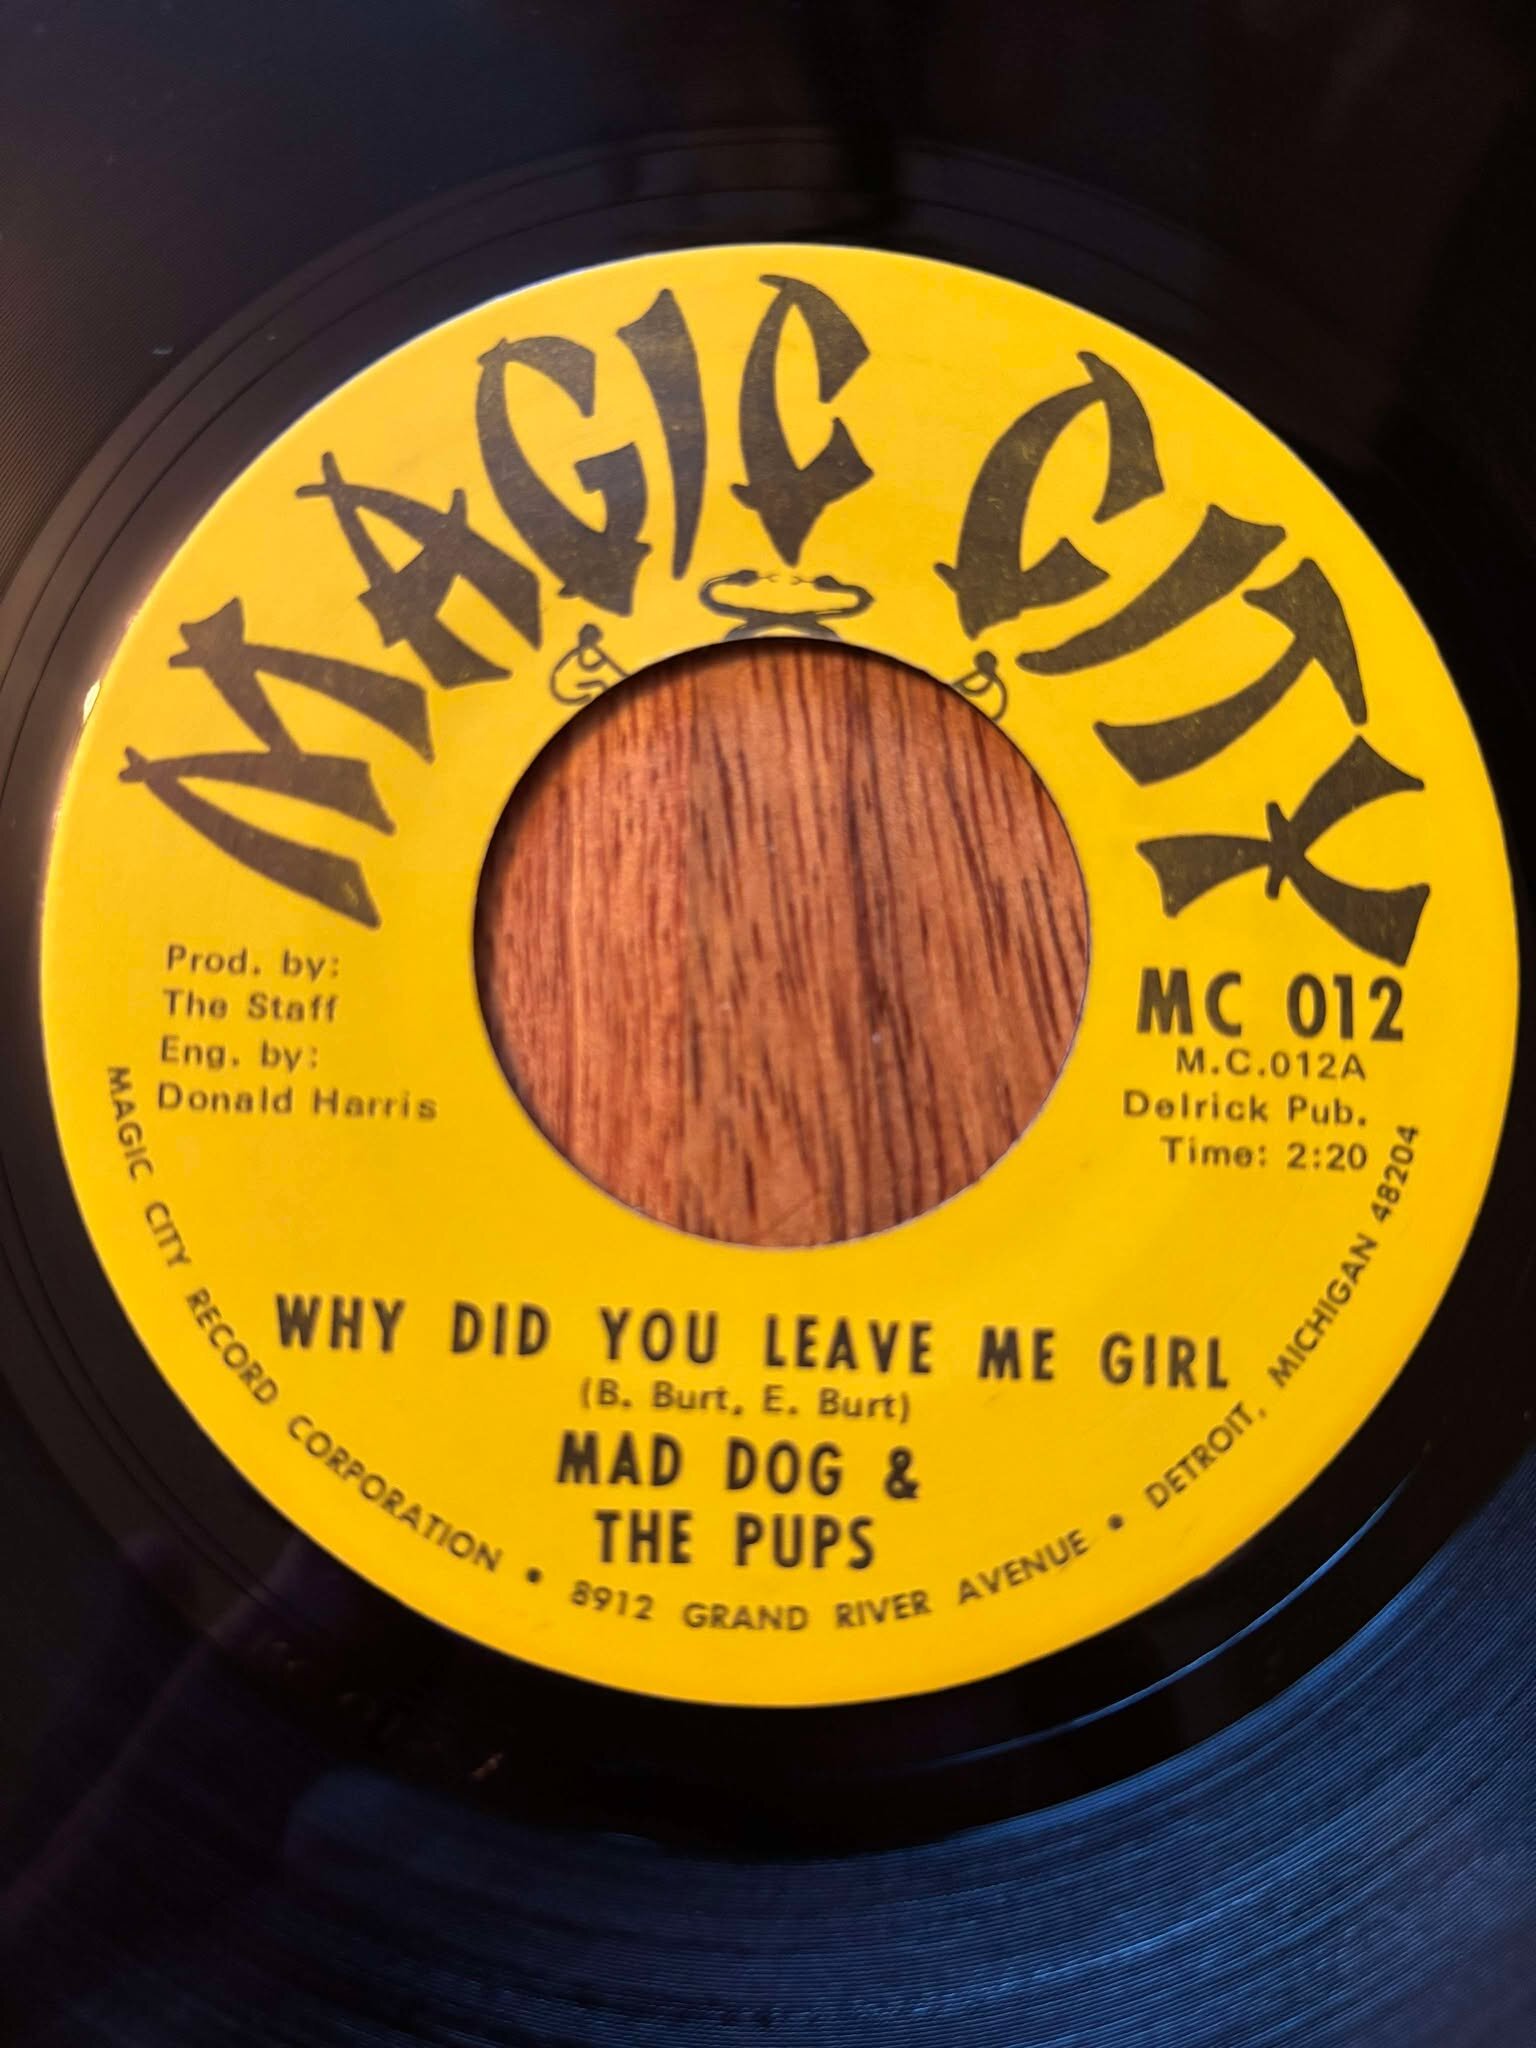 MAGIC CITY
Prod. by:
The Staff
Eng. by:
Donald Harris
MC 012
M.C.012A
Delrick Pub.
Time: 2:20
WHY DID YOU LEAVE ME GIRL
(B. Burt, E. Burt)
MAD DOG &
THE PUPS
MAGIC CITY RECORD CORPORATION • 8912 GRAND RIVER AVENUE • DETROIT, MICHIGAN 48204